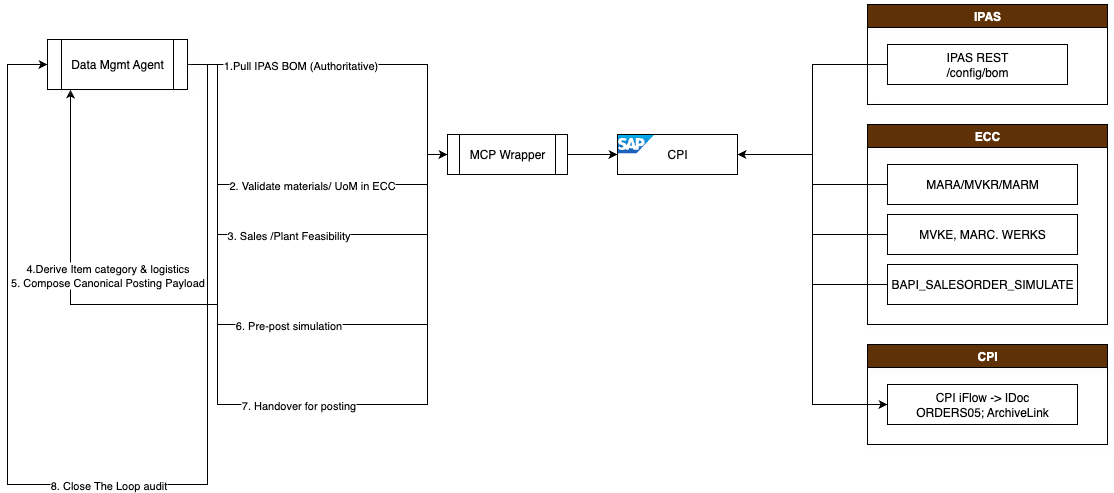 IPAS
Data Mgmt Agent
1.Pull IPAS BOM (Authoritative)
IPAS REST
/config/bom
ECC
MCP Wrapper
SAP
CPI
MARA/MVKR/MARM
2. Validate materials/ UoM in ECC
3. Sales /Plant Feasibility
MVKE, MARC. WERKS
4.Derive Item category & logistics
5. Compose Canonical Posting Payload
BAPI_SALESORDER_SIMULATE
6. Pre-post simulation
CPI
7. Handover for posting
CPI iFlow -> IDoc
ORDERS05; ArchiveLink
8. Close The Loop audit